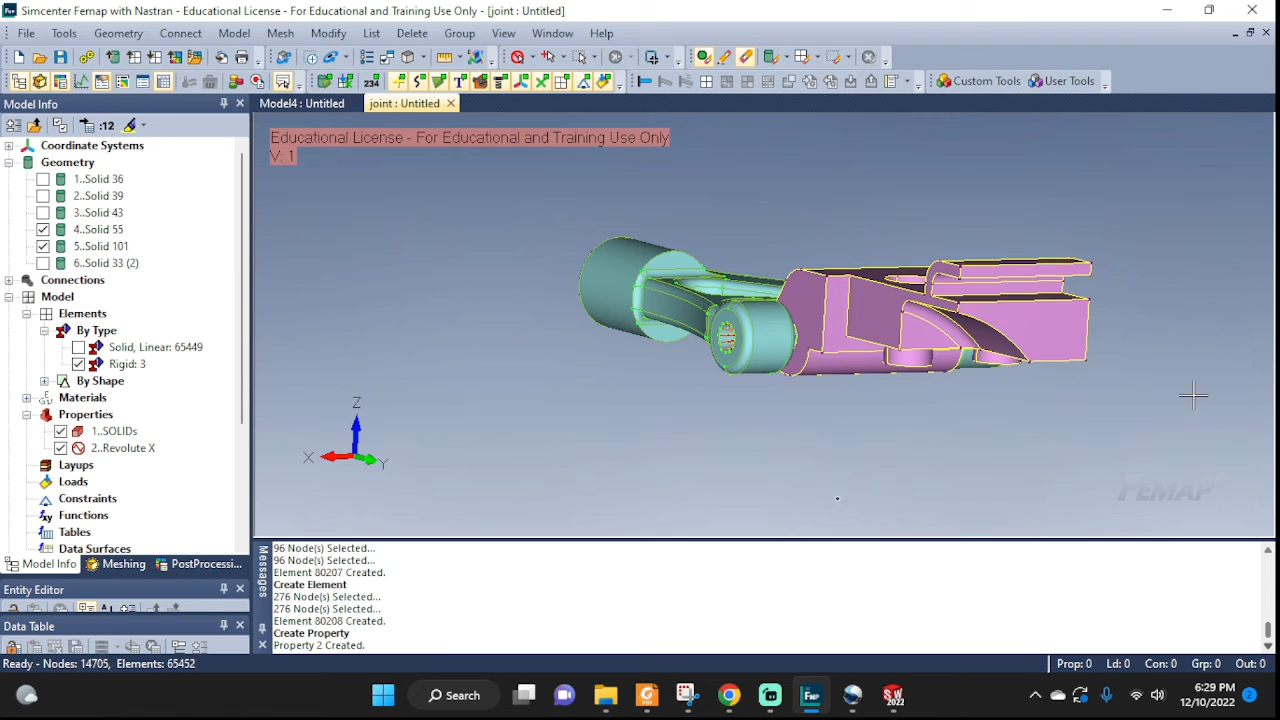 Simcenter Femap with Nastran - Educational License - For Educational and Training Use Only - [joint : Untitled]
File Tools Geometry Connect Model Mesh Modify List Delete Group View Window Help
234 Custom Tools User Tools
Model Info
Model4 : Untitled joint : Untitled
:12
Coordinate Systems
Geometry
1..Solid 36
2..Solid 39
3..Solid 43
4..Solid 55
5..Solid 101
6..Solid 33 (2)
Connections
Model
Elements
By Type
Solid, Linear: 65449
Rigid: 3
By Shape
Materials
Properties
1..SOLIDs
2..Revolute X
Layups
Loads
Constraints
Functions
Tables
Data Surfaces
Model Info Meshing PostProcessi...
Entity Editor
Data Table
Educational License - For Educational and Training Use Only
V: 1
Z
X
Y
FEMAP
Messages
96 Node(s) Selected...
96 Node(s) Selected...
Element 80207 Created.
Create Element
276 Node(s) Selected...
276 Node(s) Selected...
Element 80208 Created.
Create Property
Property 2 Created.
Ready - Nodes: 14705, Elements: 65452
Prop: 0 Ld: 0 Con: 0 Grp: 0 Out: 0
Search
6:29 PM
12/10/2022
2